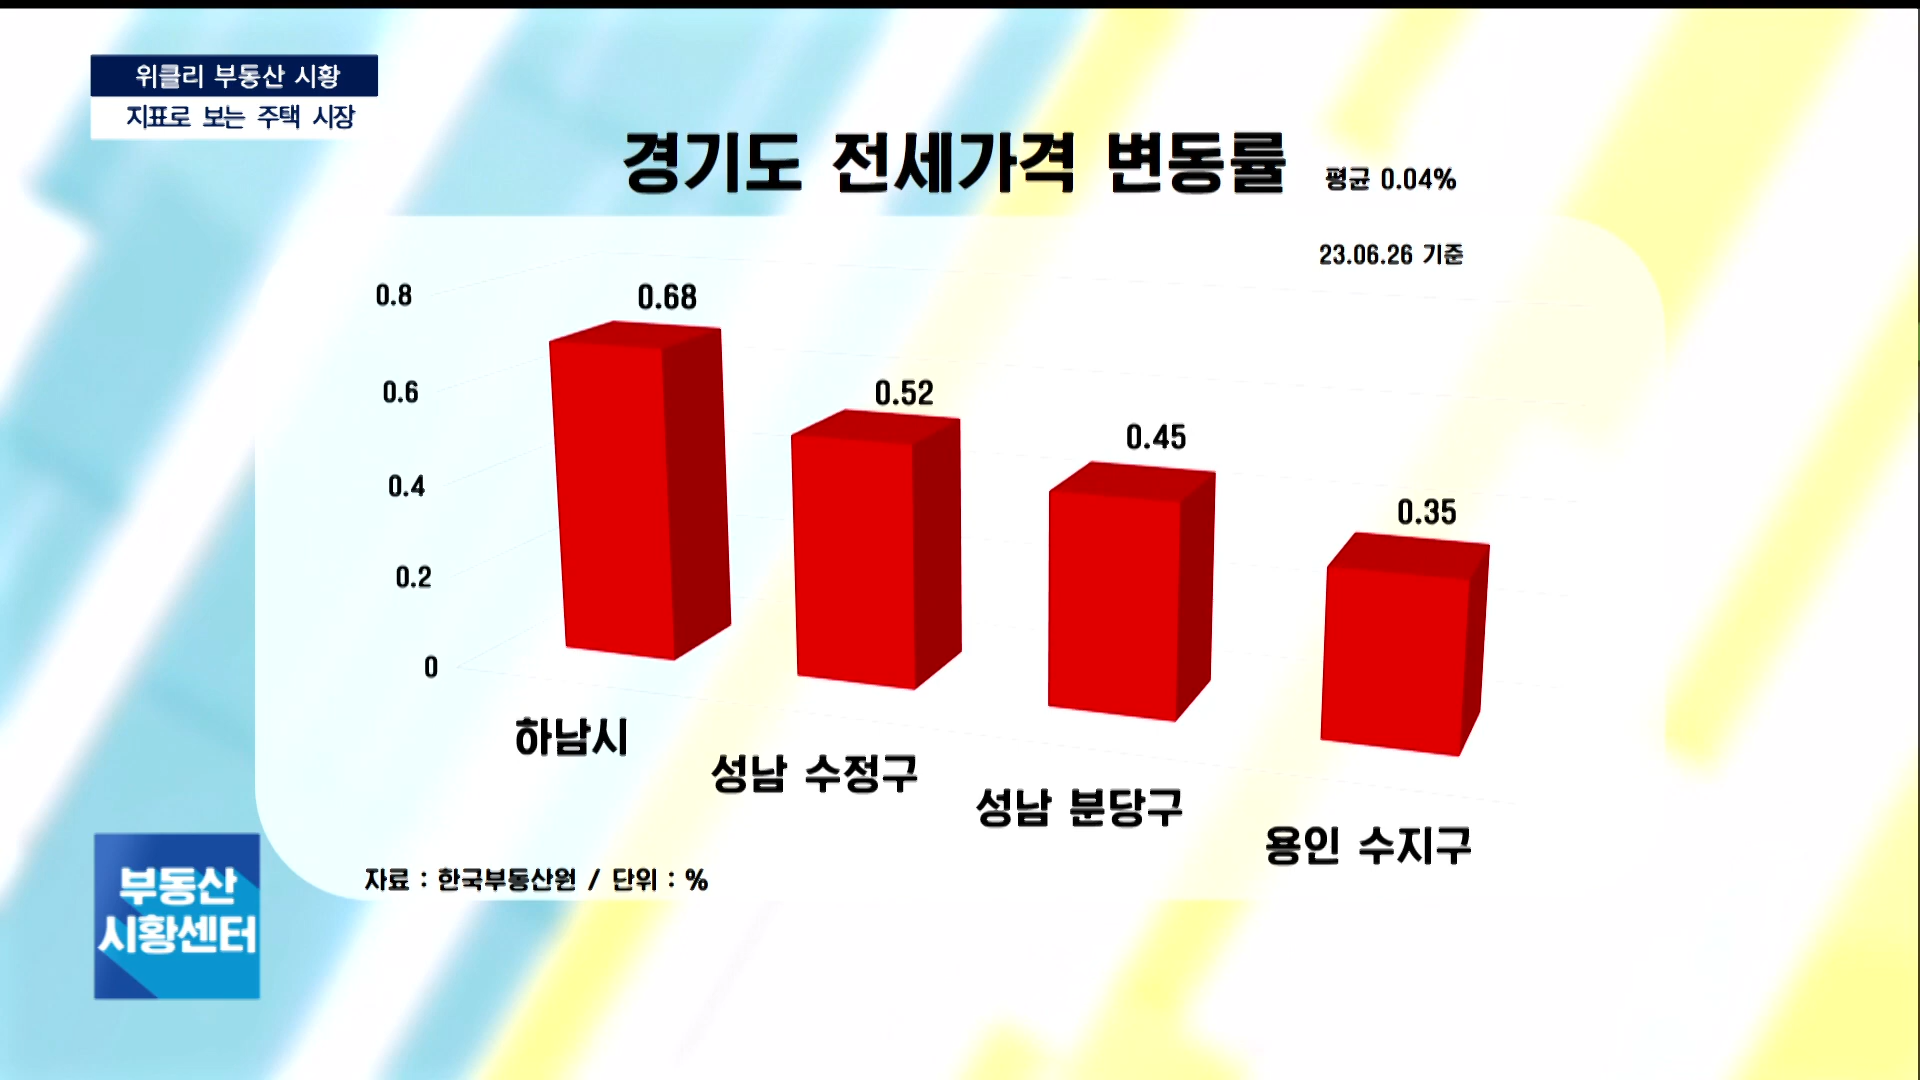 위클리 부동산 시황
지표로 보는 주택 시장
경기도 전세가격 변동률 평균 0.04%
23.06.26 기준
0.8
0.6
0.4
0.2
0
0.68
0.52
0.45
0.35
하남시
성남 수정구
성남 분당구
용인 수지구
자료 : 한국부동산원 / 단위 : %
부동산
시황센터